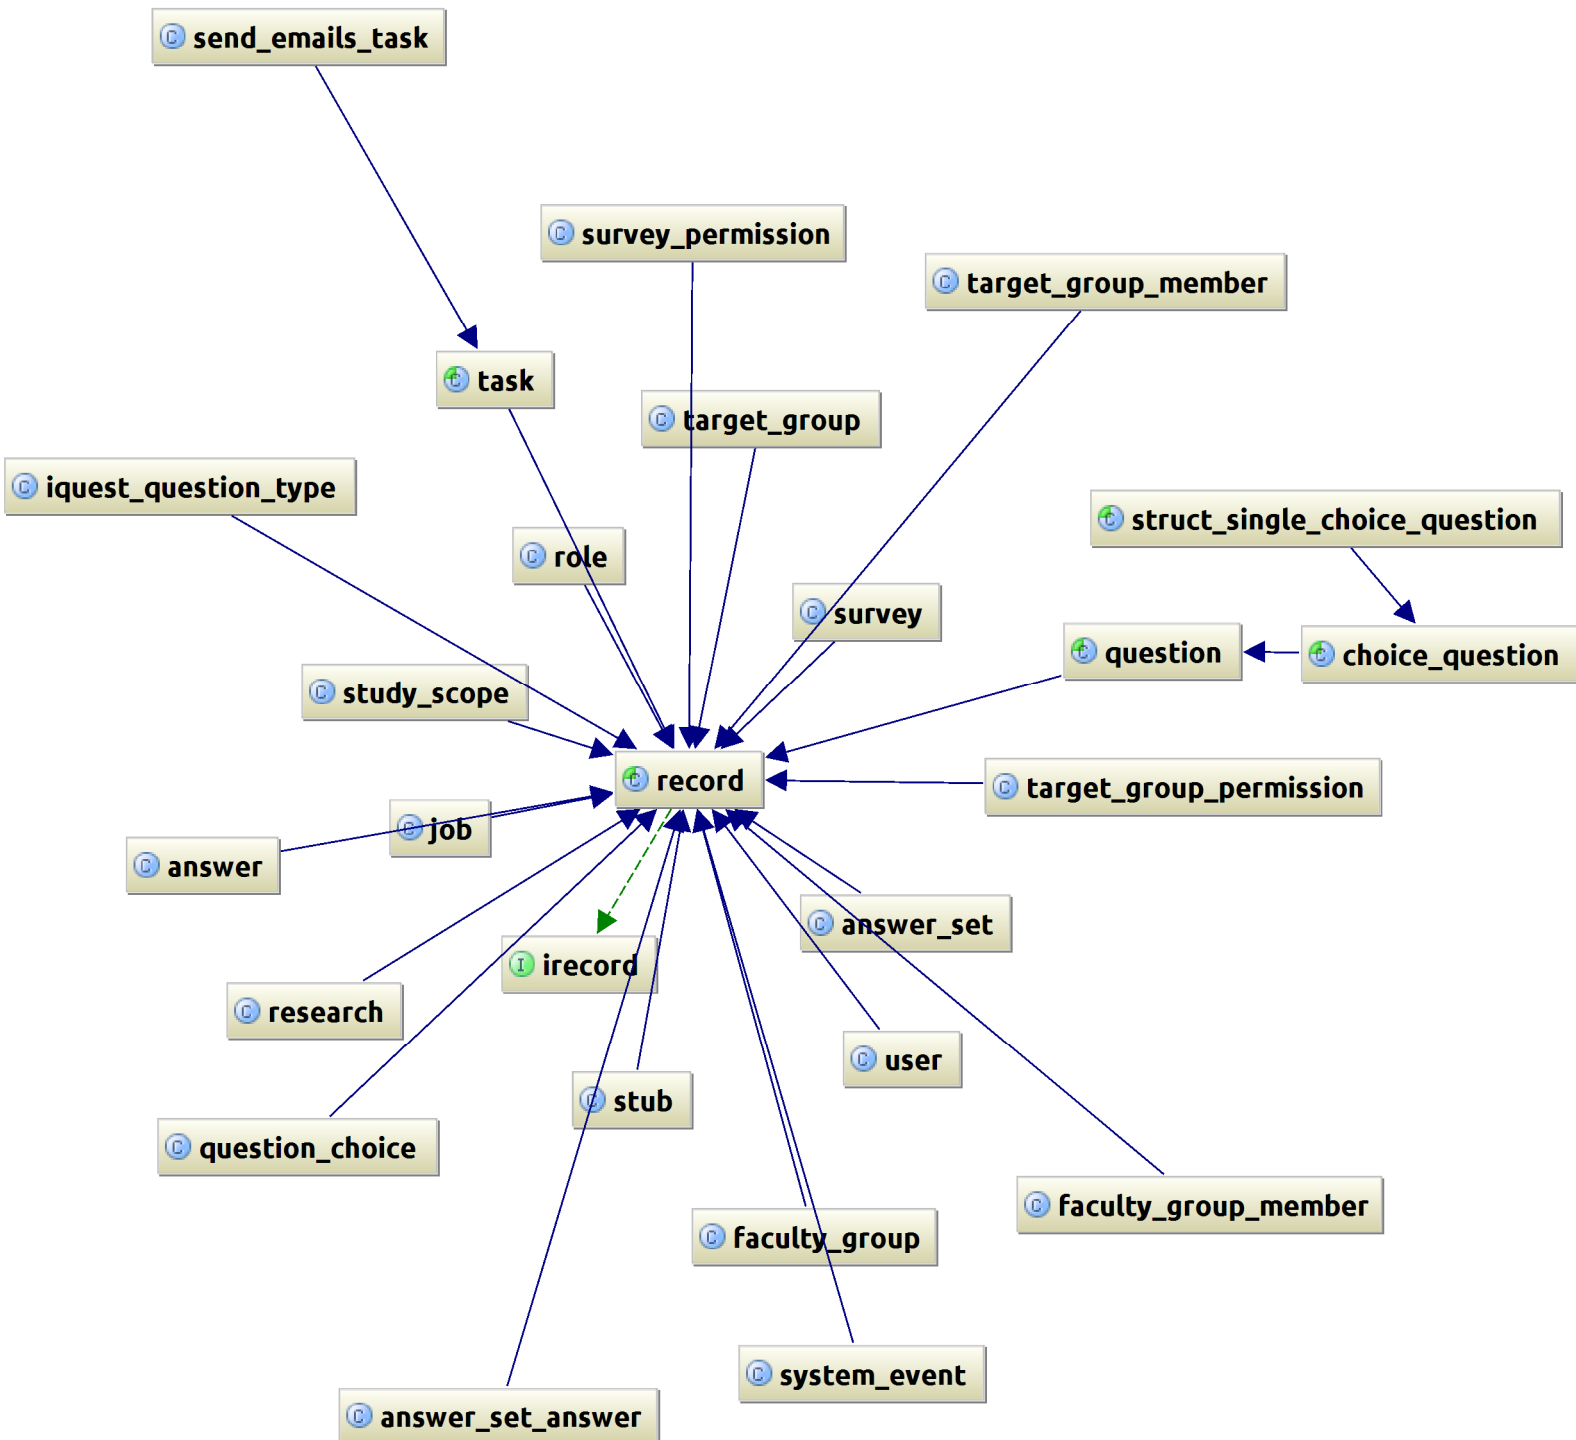 send_emails_task
survey_permission
target_group_member
task
target_group
iquest_question_type
struct_single_choice_question
role
survey
question
choice_question
study_scope
record
target_group_permission
job
answer
answer_set
irecord
research
user
stub
question_choice
faculty_group_member
faculty_group
system_event
answer_set_answer